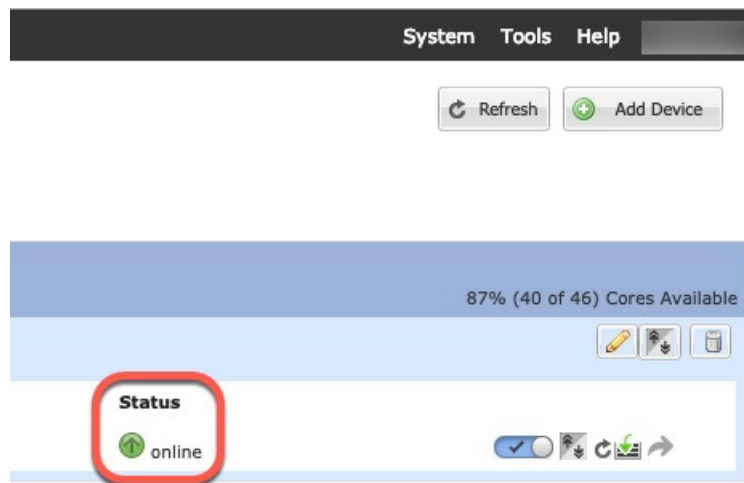 System Tools Help
Refresh Add Device
87% (40 of 46) Cores Available
Status
online